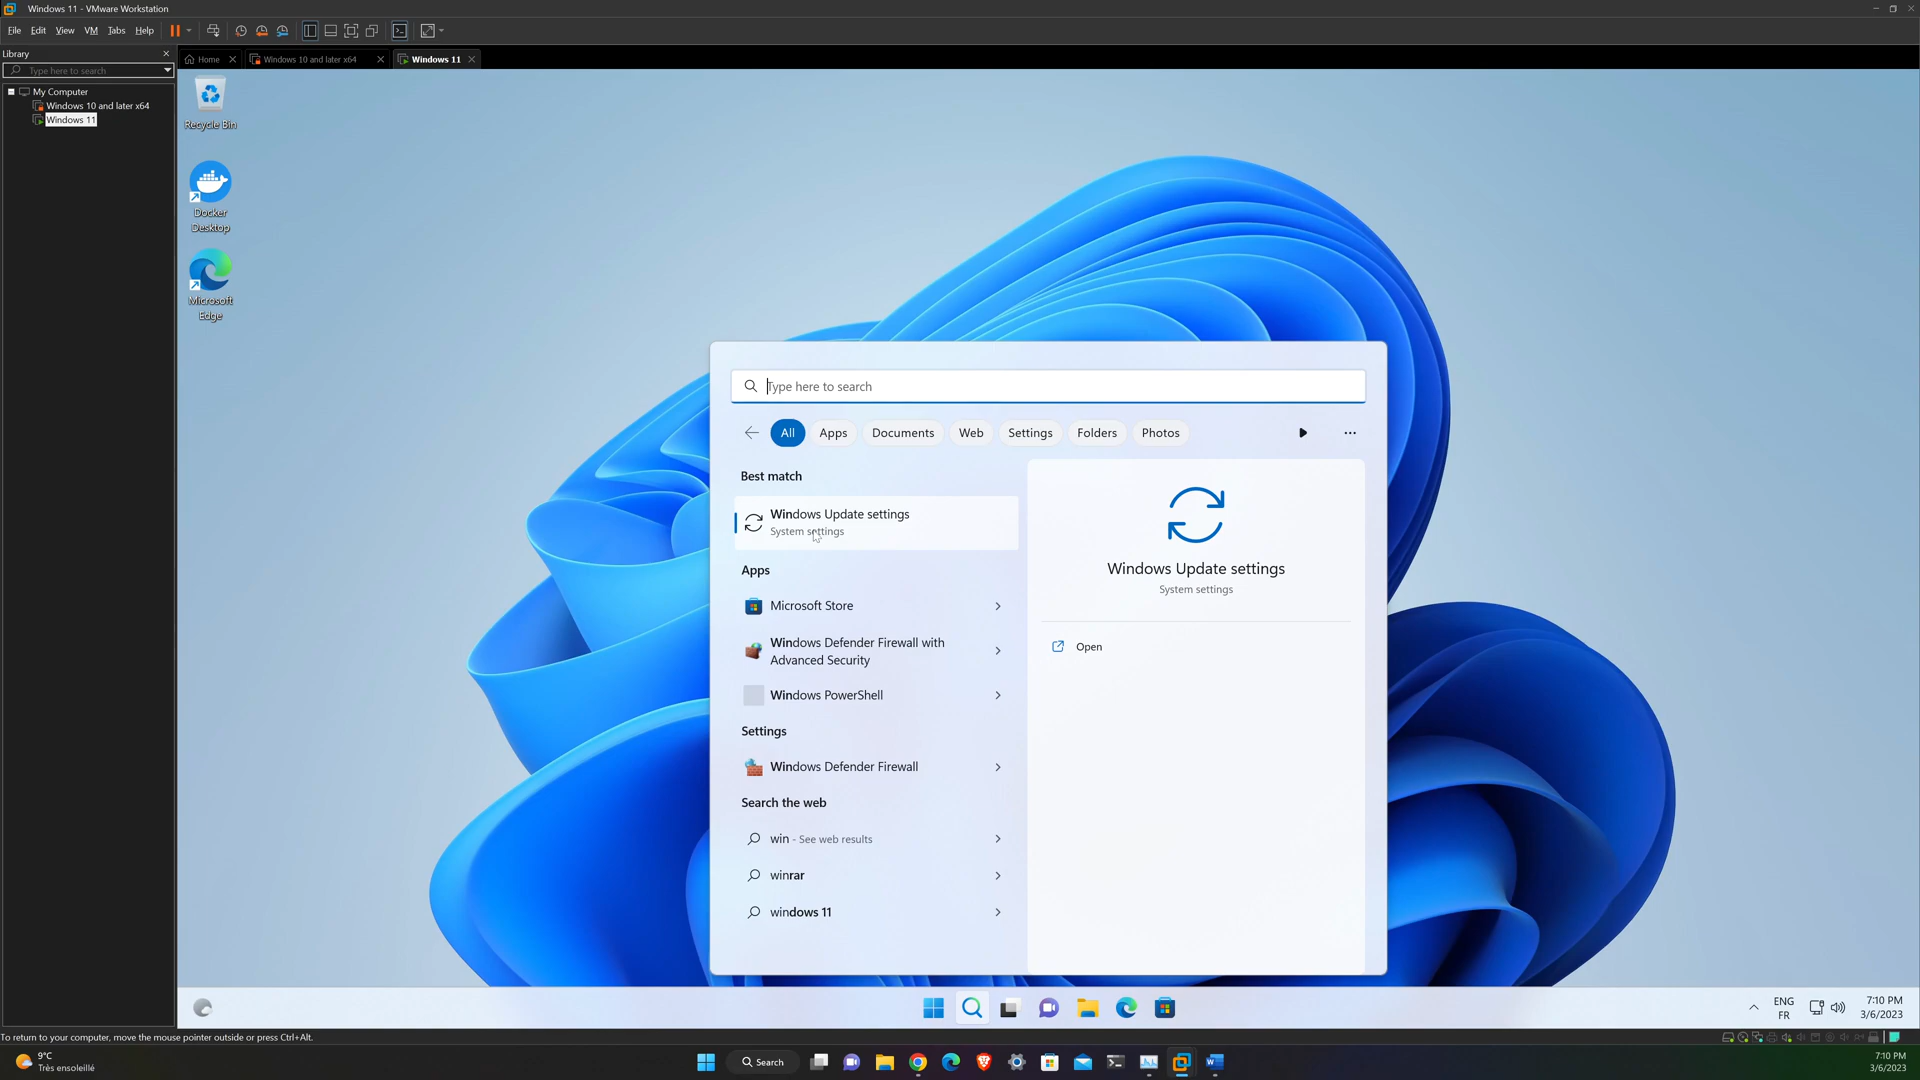 Windows 11 - VMware Workstation
File Edit View VM Tabs Help
Library
Type here to search
My Computer
Windows 10 and later x64
Windows 11
Home
Windows 10 and later x64
Windows 11
Recycle Bin
Docker
Desktop
Microsoft
Edge
Type here to search
All Apps Documents Web Settings Folders Photos
Best match
Windows Update settings
System settings
Apps
Microsoft Store
Windows Defender Firewall with
Advanced Security
Windows PowerShell
Settings
Windows Defender Firewall
Search the web
win - See web results
winrar
windows 11
Windows Update settings
System settings
Open
ENG
FR
7:10 PM
3/6/2023
To return to your computer, move the mouse pointer outside or press Ctrl+Alt.
9°C
Très ensoleillé
Search
7:10 PM
3/6/2023